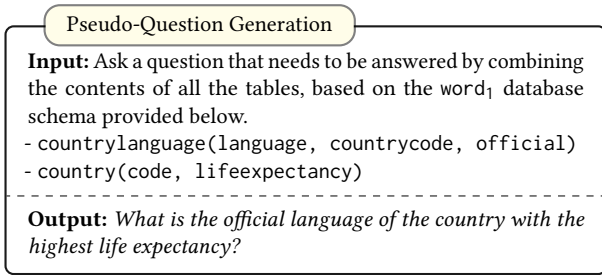 Pseudo-Question Generation
Input: Ask a question that needs to be answered by combining
the contents of all the tables, based on the word₁ database
schema provided below.
- countrylanguage(language, countrycode, official)
- country(code, lifeexpectancy)
Output: What is the official language of the country with the
highest life expectancy?